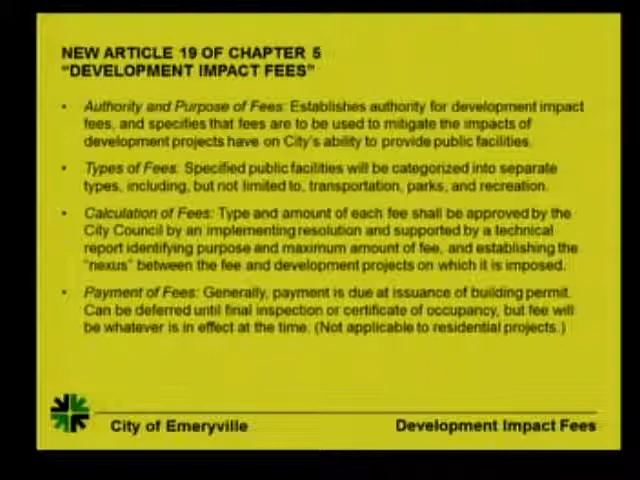 NEW ARTICLE 19 OF CHAPTER 5
"DEVELOPMENT IMPACT FEES"
• Authority and Purpose of Fees: Establishes authority for development impact
fees, and specifies that fees are to be used to mitigate the impacts of
development projects have on City's ability to provide public facilities.
• Types of Fees: Specified public facilities will be categorized into separate
types, including, but not limited to, transportation, parks, and recreation.
• Calculation of Fees: Type and amount of each fee shall be approved by the
City Council by an implementing resolution and supported by a technical
report identifying purpose and maximum amount of fee, and establishing the
"nexus" between the fee and development projects on which it is imposed.
• Payment of Fees: Generally, payment is due at issuance of building permit.
Can be deferred until final inspection or certificate of occupancy, but fee will
be whatever is in effect at the time. (Not applicable to residential projects.)
City of Emeryville
Development Impact Fees